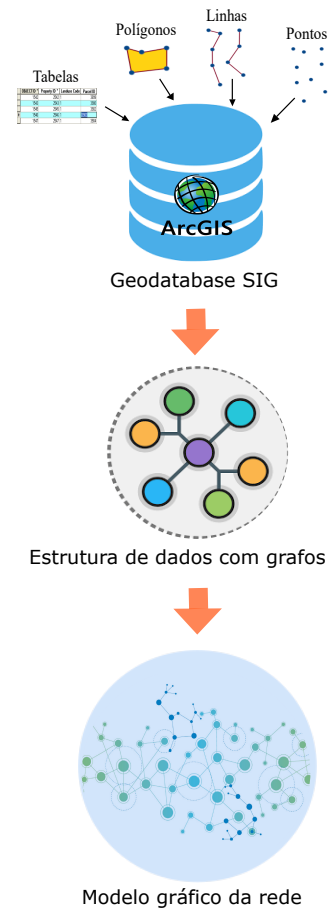 Linhas
Polígonos
Pontos
Tabelas
ArcGIS
Geodatabase SIG
Estrutura de dados com grafos
Modelo gráfico da rede